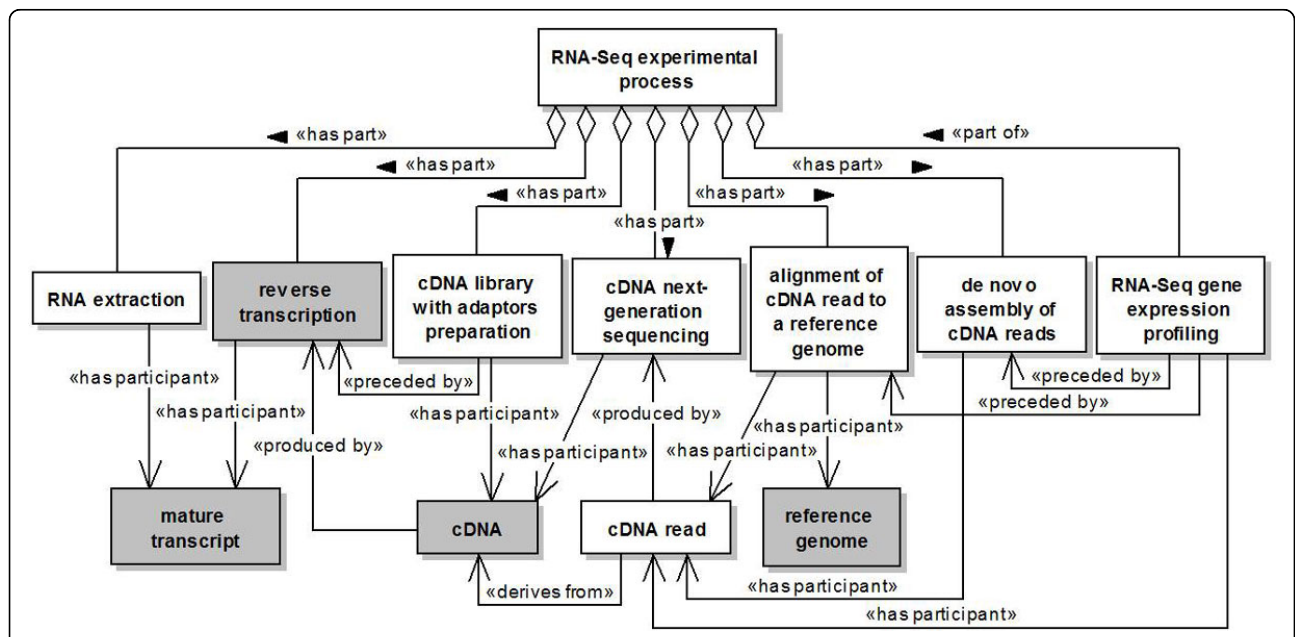 RNA-Seq experimental
process
«has part»
«part of»
«has part»
«has part»
«has part»
«has part»
«has part»
RNA extraction
reverse
transcription
cDNA library
with adaptors
preparation
cDNA next-
generation
sequencing
alignment of
cDNA read to
a reference
genome
de novo
assembly of
cDNA reads
RNA-Seq gene
expression
profiling
«has participant»
«preceded by»
«preceded by»
«preceded by»
«has participant»
«has participant»
«produced by»
«has participant»
«produced by»
«has participant»
«has participant»
mature
transcript
cDNA
cDNA read
reference
genome
«derives from»
«has participant»
«has participant»